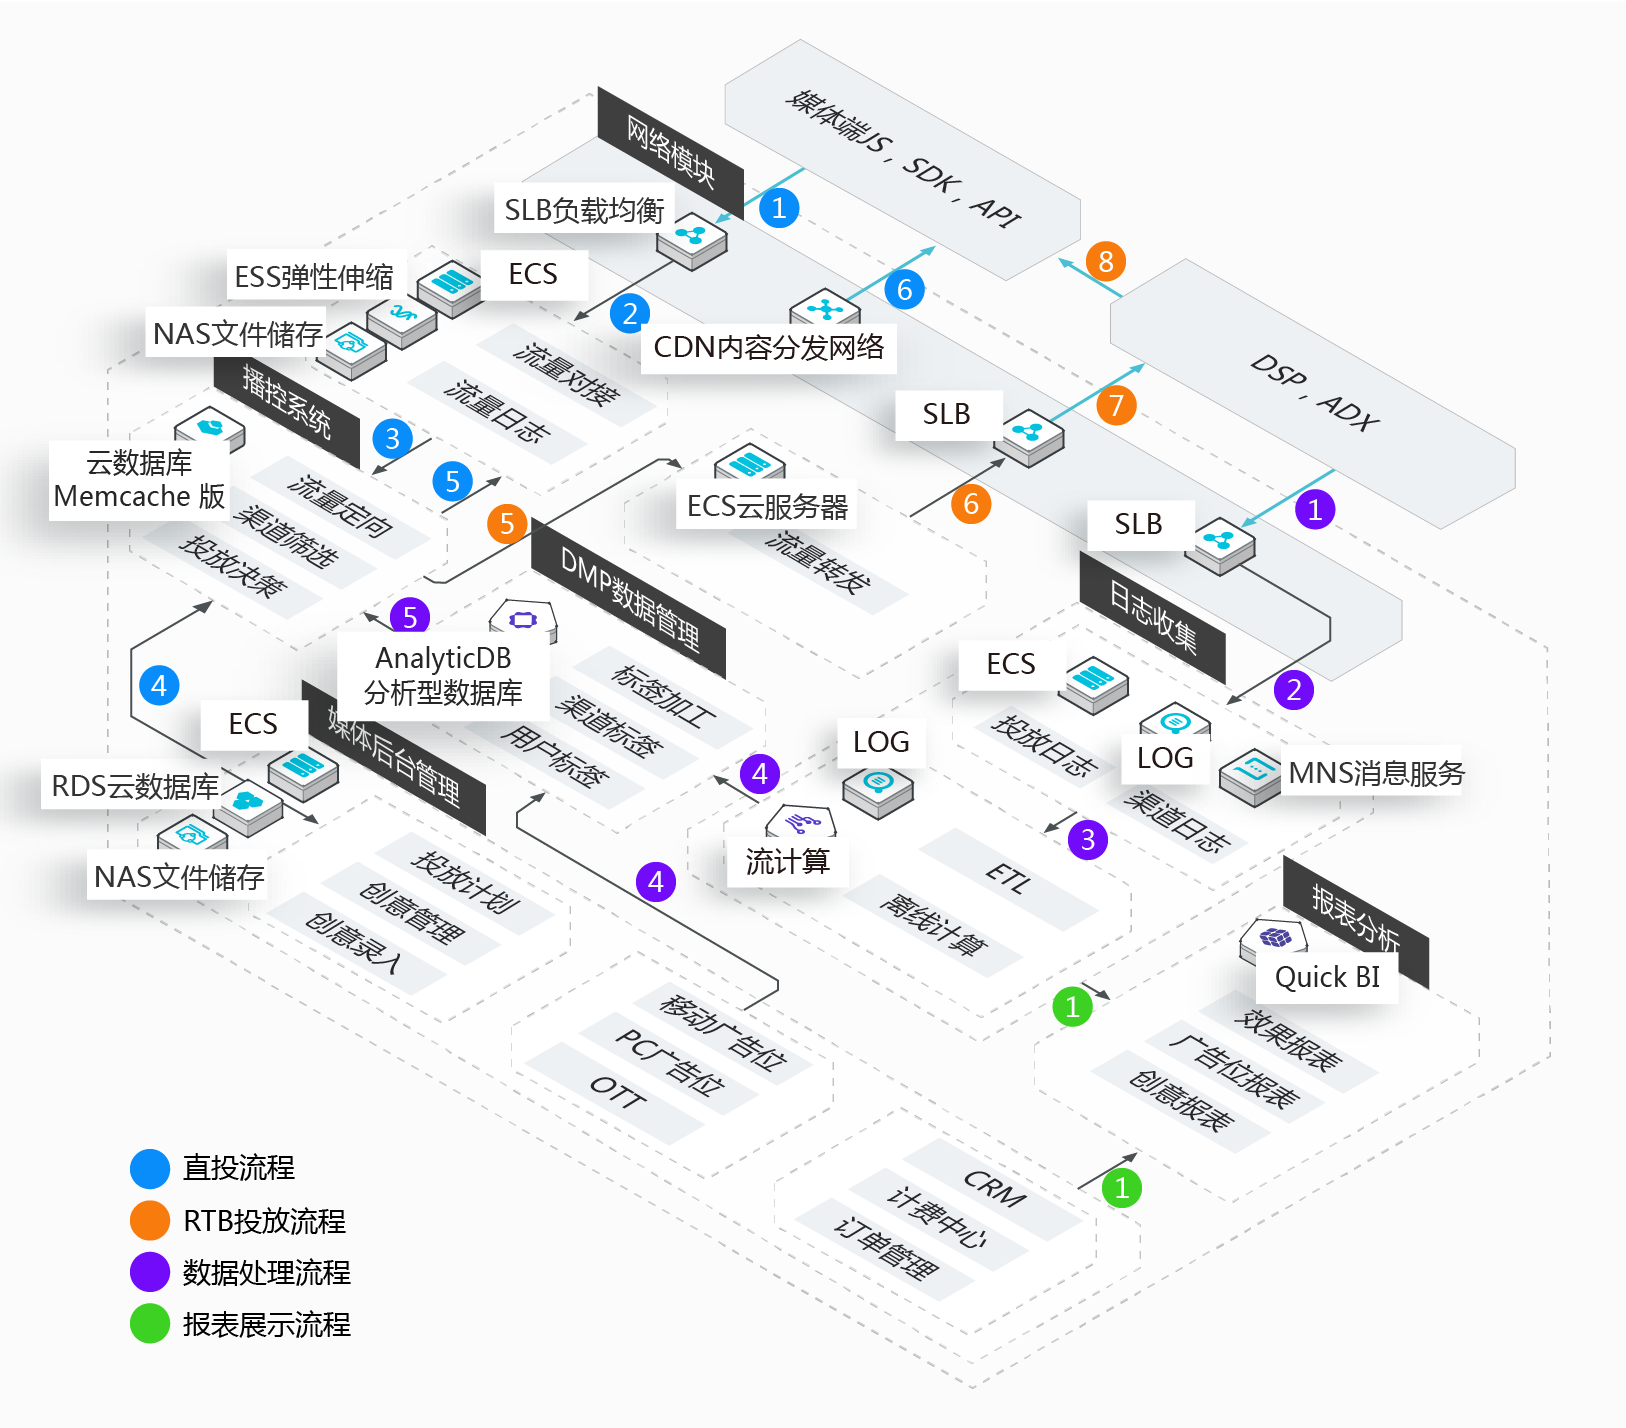 媒体端JS，SDK，API
网络模块
1
SLB负载均衡
8
ESS弹性伸缩
ECS
6
2
NAS文件储存
CDN内容分发网络
流量对接
DSP，ADX
播控系统
流量日志
7
SLB
3
云数据库
Memcache 版
5
ECS云服务器
6
1
SLB
流量定向
渠道筛选
投放决策
5
流量转发
DMP数据管理
日志收集
5
AnalyticDB
分析型数据库
ECS
2
4
标签加工
渠道标签
用户标签
ECS
媒体后台管理
LOG
投放日志
LOG
MNS消息服务
RDS云数据库
4
渠道日志
3
流计算
NAS文件储存
4
ETL
离线计算
投放计划
创意管理
创意录入
报表分析
Quick BI
1
移动广告位
PC广告位
OTT
效果报表
广告位报表
创意报表
1
CRM
计费中心
订单管理
直投流程
RTB投放流程
数据处理流程
报表展示流程